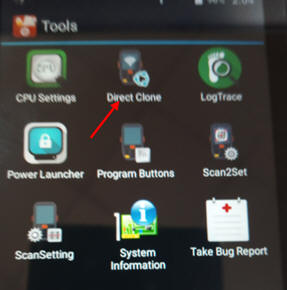 Tools
CPU Settings
Direct Clone
LogTrace
Power Launcher
Program Buttons
Scan2Set
ScanSetting
System
Information
Take Bug Report